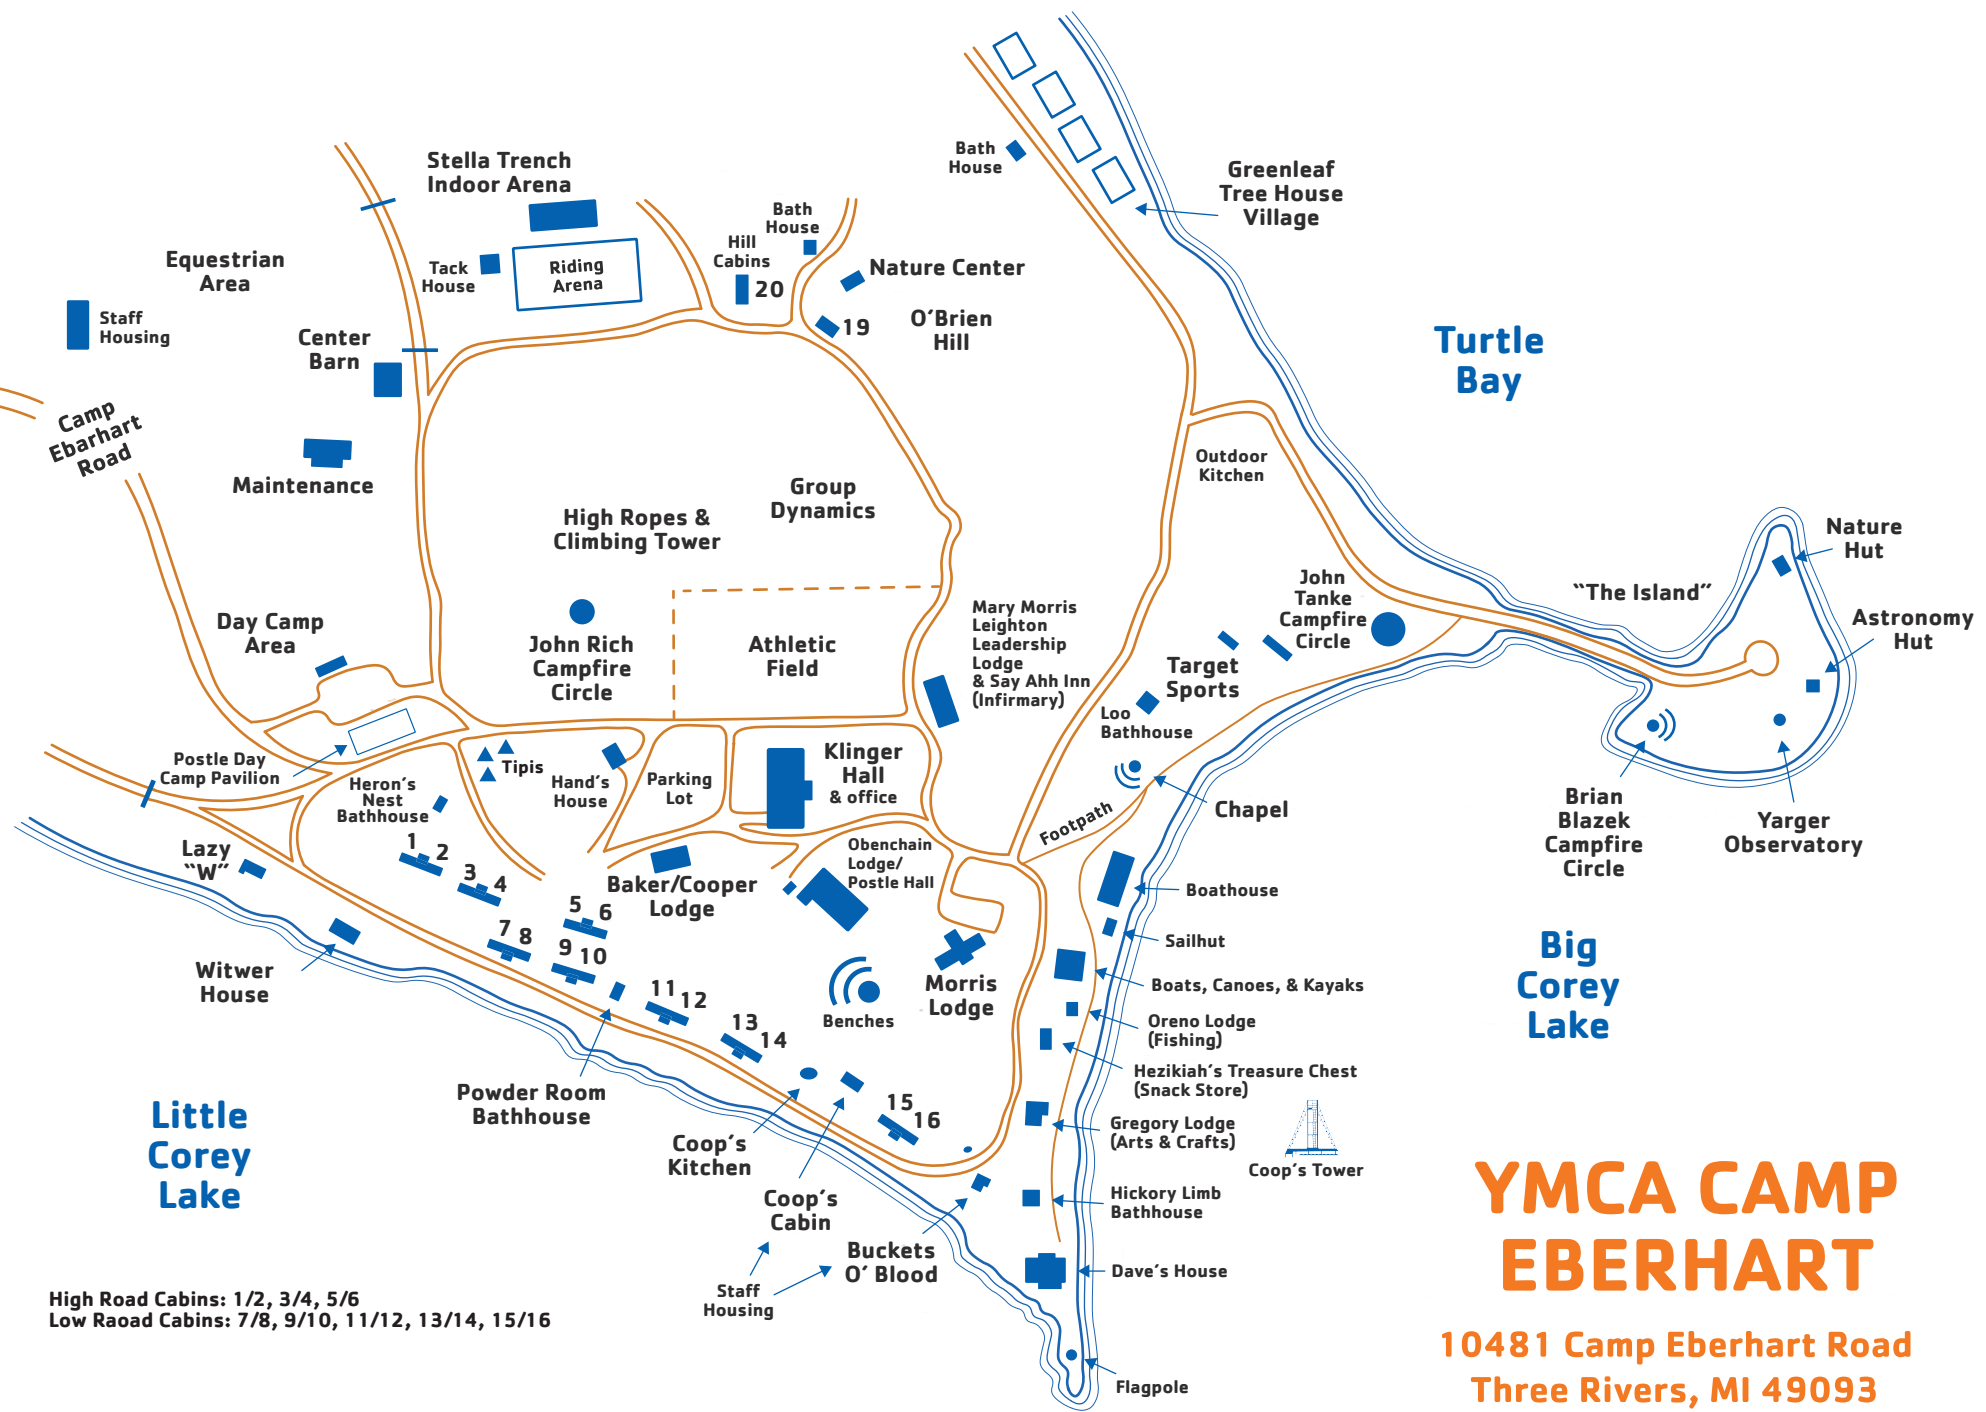 Stella Trench
Indoor Arena
Bath
House
Greenleaf
Tree House
Village
Bath
House
Hill
Cabins
20
Nature Center
Equestrian
Area
Tack
House
Riding
Arena
Staff
Housing
Center
Barn
19
O’Brien
Hill
Turtle
Bay
Camp
Ebarhart
Road
Maintenance
Outdoor
Kitchen
Group
Dynamics
High Ropes &
Climbing Tower
Nature
Hut
“The Island”
Astronomy
Hut
John
Tanke
Campfire
Circle
Day Camp
Area
John Rich
Campfire
Circle
Athletic
Field
Mary Morris
Leighton
Leadership
Lodge
& Say Ahh Inn
(Infirmary)
Target
Sports
Loo
Bathhouse
Postle Day
Camp Pavilion
Heron’s
Nest
Bathhouse
Tipis
Hand’s
House
Parking
Lot
Klinger
Hall
& office
Chapel
Footpath
Brian
Blazek
Campfire
Circle
Yarger
Observatory
Lazy
“W”
1
2
3
4
5
6
7
8
9
10
11
12
13
14
15
16
Baker/Cooper
Lodge
Obenchain
Lodge/
Postle Hall
Boathouse
Sailhut
Boats, Canoes, & Kayaks
Oreno Lodge
(Fishing)
Hezikiah’s Treasure Chest
(Snack Store)
Gregory Lodge
(Arts & Crafts)
Coop’s Tower
Hickory Limb
Bathhouse
Dave’s House
Flagpole
Witwer
House
Benches
Morris
Lodge
Big
Corey
Lake
Powder Room
Bathhouse
Little
Corey
Lake
Coop’s
Kitchen
Coop’s
Cabin
Buckets
O’ Blood
Staff
Housing
High Road Cabins: 1/2, 3/4, 5/6
Low Raoad Cabins: 7/8, 9/10, 11/12, 13/14, 15/16
YMCA CAMP
EBERHART
10481 Camp Eberhart Road
Three Rivers, MI 49093